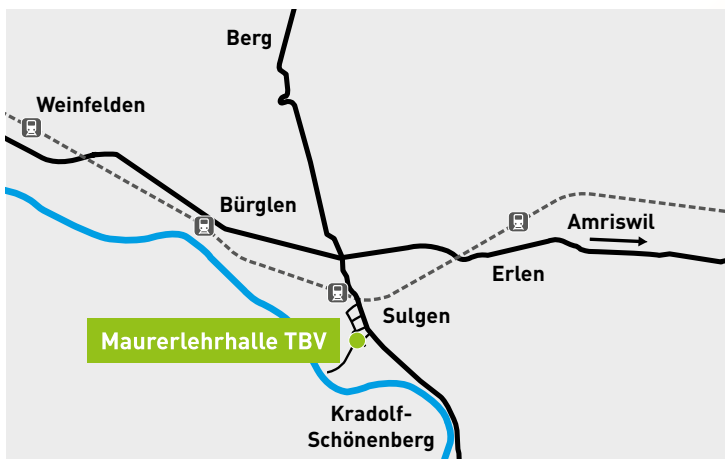 Berg
Weinfelden
Bürglen
Amriswil
Erlen
Sulgen
Maurerlehrhalle TBV
Kradolf-
Schönenberg